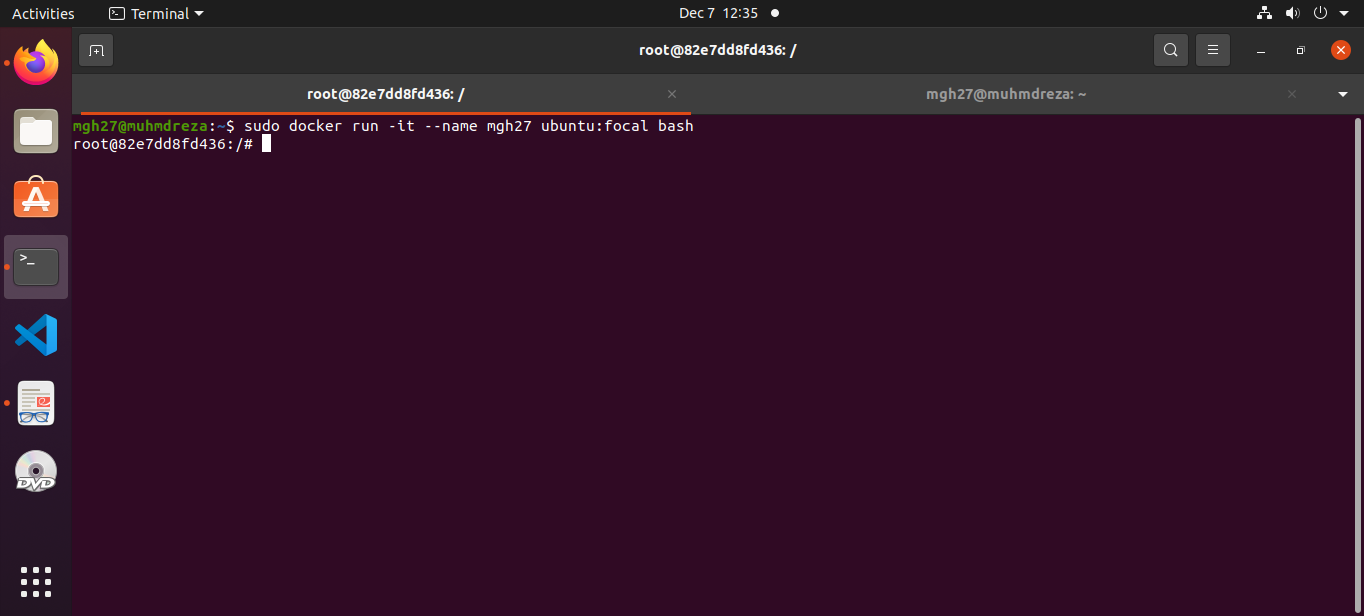 Activities Terminal Dec 7 12:35
root@82e7dd8fd436: /
root@82e7dd8fd436: / mgh27@muhmdreza: ~
mgh27@muhmdreza:~$ sudo docker run -it --name mgh27 ubuntu:focal bash
root@82e7dd8fd436:/#
>_
DVD